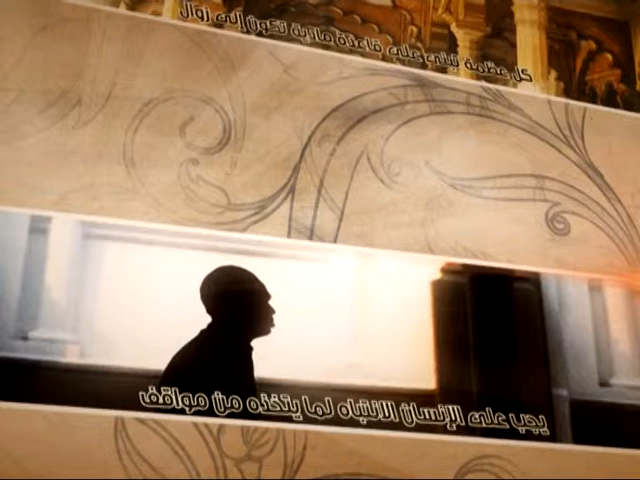 كل عظمة تبنى على قاعدة مادية تكون إلى زوال
يجب على الإنسان الانتباه لما يتخذه من مواقف